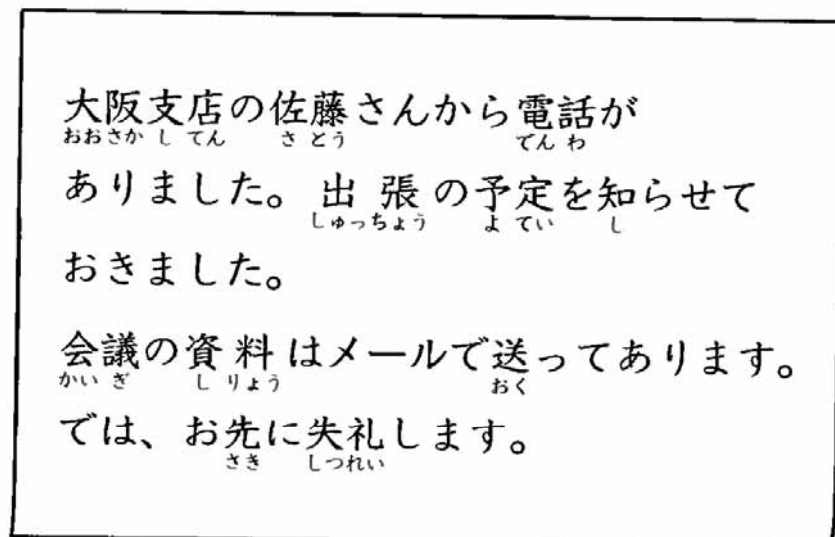 大阪支店の佐藤さんから電話が
おおさかしてん さとう でんわ
ありました。出張の予定を知らせて
しゅっちょう よてい し
おきました。
会議の資料はメールで送ってあります。
かいぎ しりょう おく
では、お先に失礼します。
さき しつれい